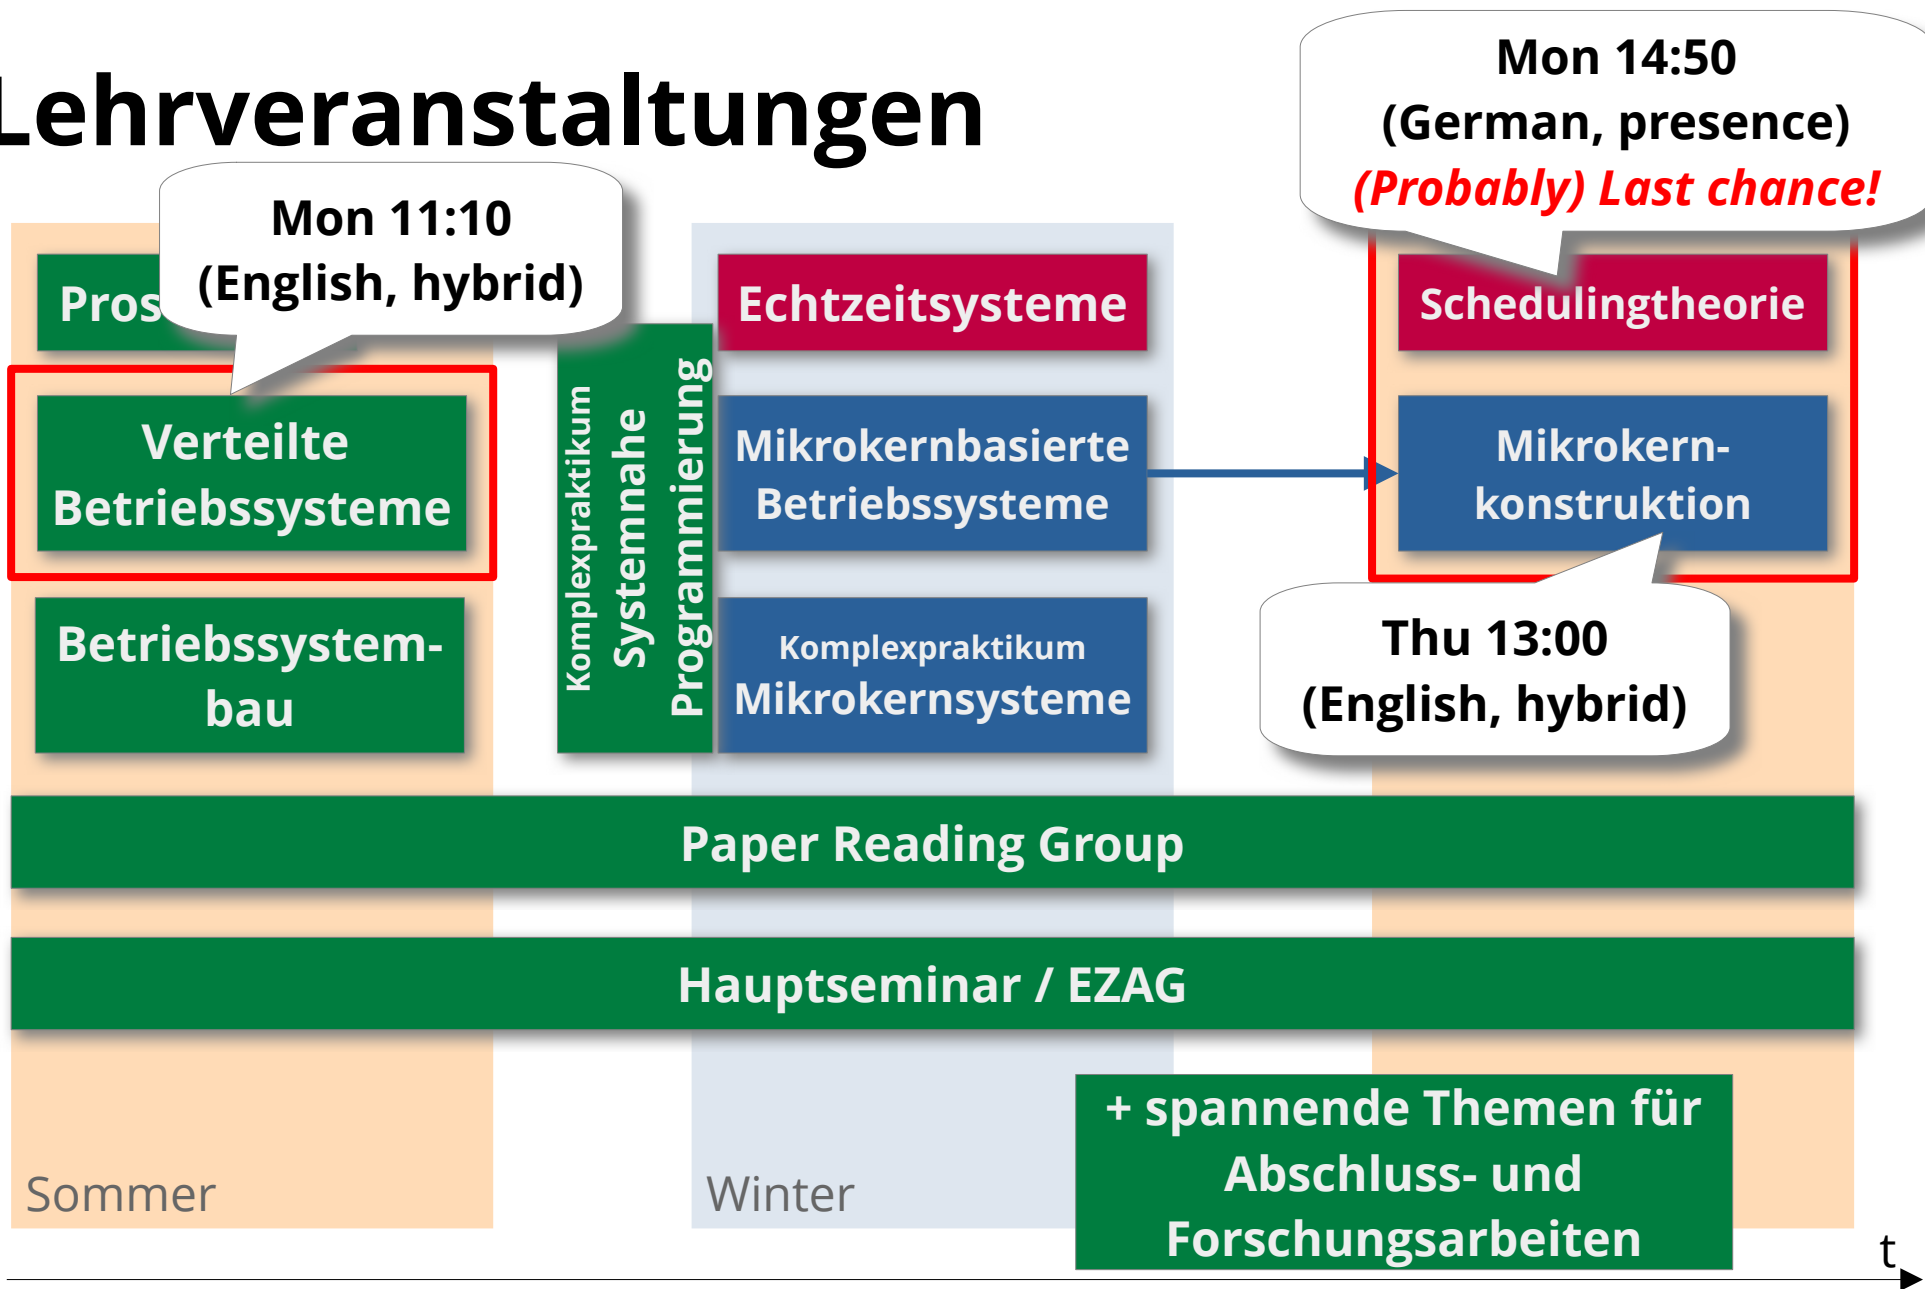 Lehrveranstaltungen
Mon 11:10
(English, hybrid)
Mon 14:50
(German, presence)
(Probably) Last chance!
Verteilte
Betriebssysteme
Betriebssystem-
bau
Komplexpraktikum
Systemnahe
Programmierung
Echtzeitsysteme
Mikrokernbasierte
Betriebssysteme
Komplexpraktikum
Mikrokernsysteme
Schedulingtheorie
Mikrokern-
konstruktion
Thu 13:00
(English, hybrid)
Paper Reading Group
Hauptseminar / EZAG
+ spannende Themen für
Abschluss- und
Forschungsarbeiten
Sommer
Winter
t